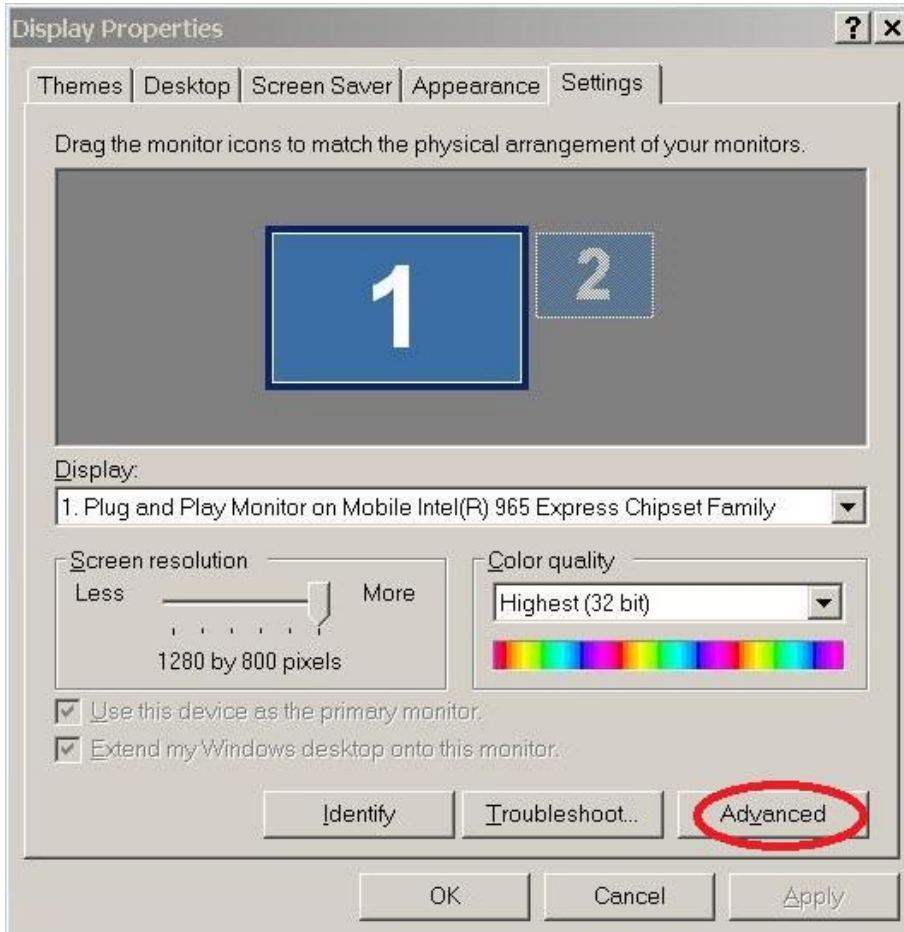 Display Properties
Themes Desktop Screen Saver Appearance Settings
Drag the monitor icons to match the physical arrangement of your monitors.
1 2
Display:
1. Plug and Play Monitor on Mobile Intel(R) 965 Express Chipset Family
Screen resolution
Less More
1280 by 800 pixels
Color quality
Highest (32 bit)
Use this device as the primary monitor.
Extend my Windows desktop onto this monitor.
Identify Troubleshoot... Advanced
OK Cancel Apply